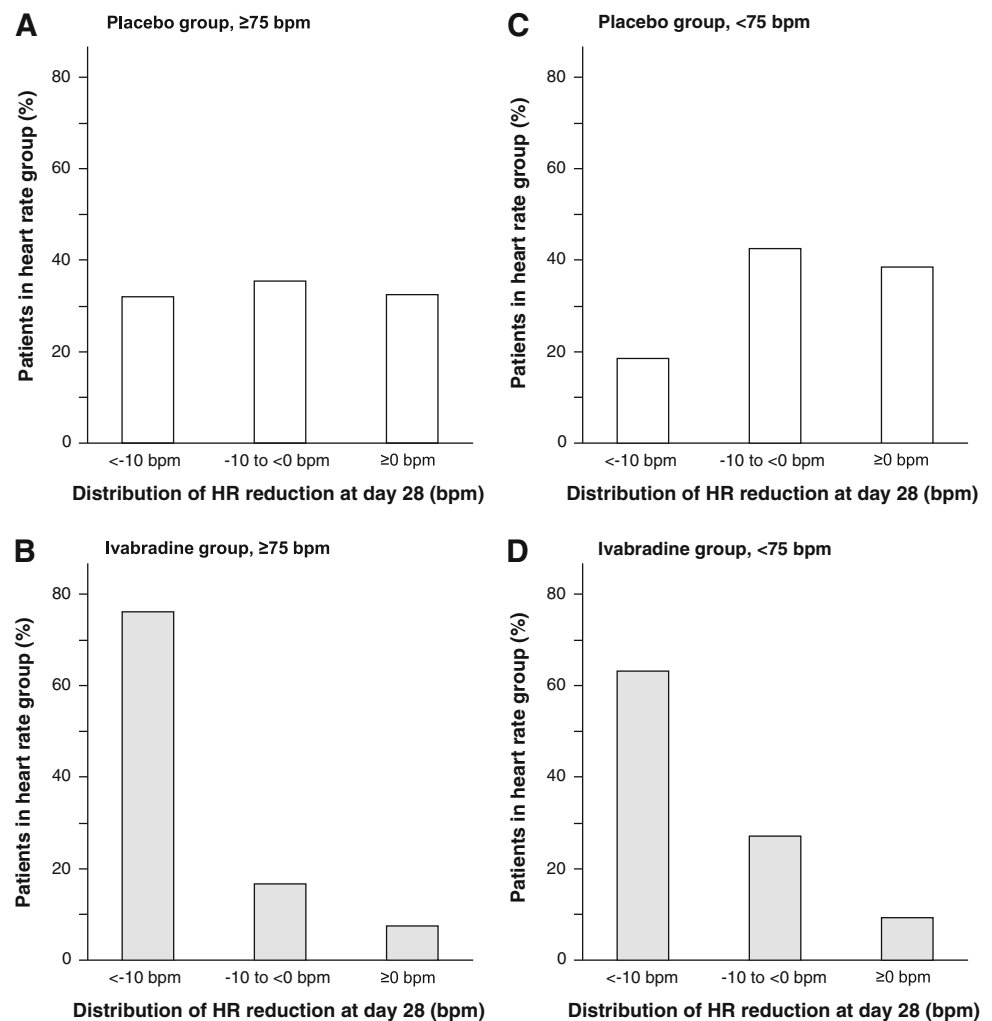 A
Placebo group, ≥75 bpm
Patients in heart rate group (%)
80
60
40
20
0
<-10 bpm
-10 to <0 bpm
≥0 bpm
Distribution of HR reduction at day 28 (bpm)
C
Placebo group, <75 bpm
Patients in heart rate group (%)
80
60
40
20
0
<-10 bpm
-10 to <0 bpm
≥0 bpm
Distribution of HR reduction at day 28 (bpm)
B
Ivabradine group, ≥75 bpm
Patients in heart rate group (%)
80
60
40
20
0
<-10 bpm
-10 to <0 bpm
≥0 bpm
Distribution of HR reduction at day 28 (bpm)
D
Ivabradine group, <75 bpm
Patients in heart rate group (%)
80
60
40
20
0
<-10 bpm
-10 to <0 bpm
≥0 bpm
Distribution of HR reduction at day 28 (bpm)